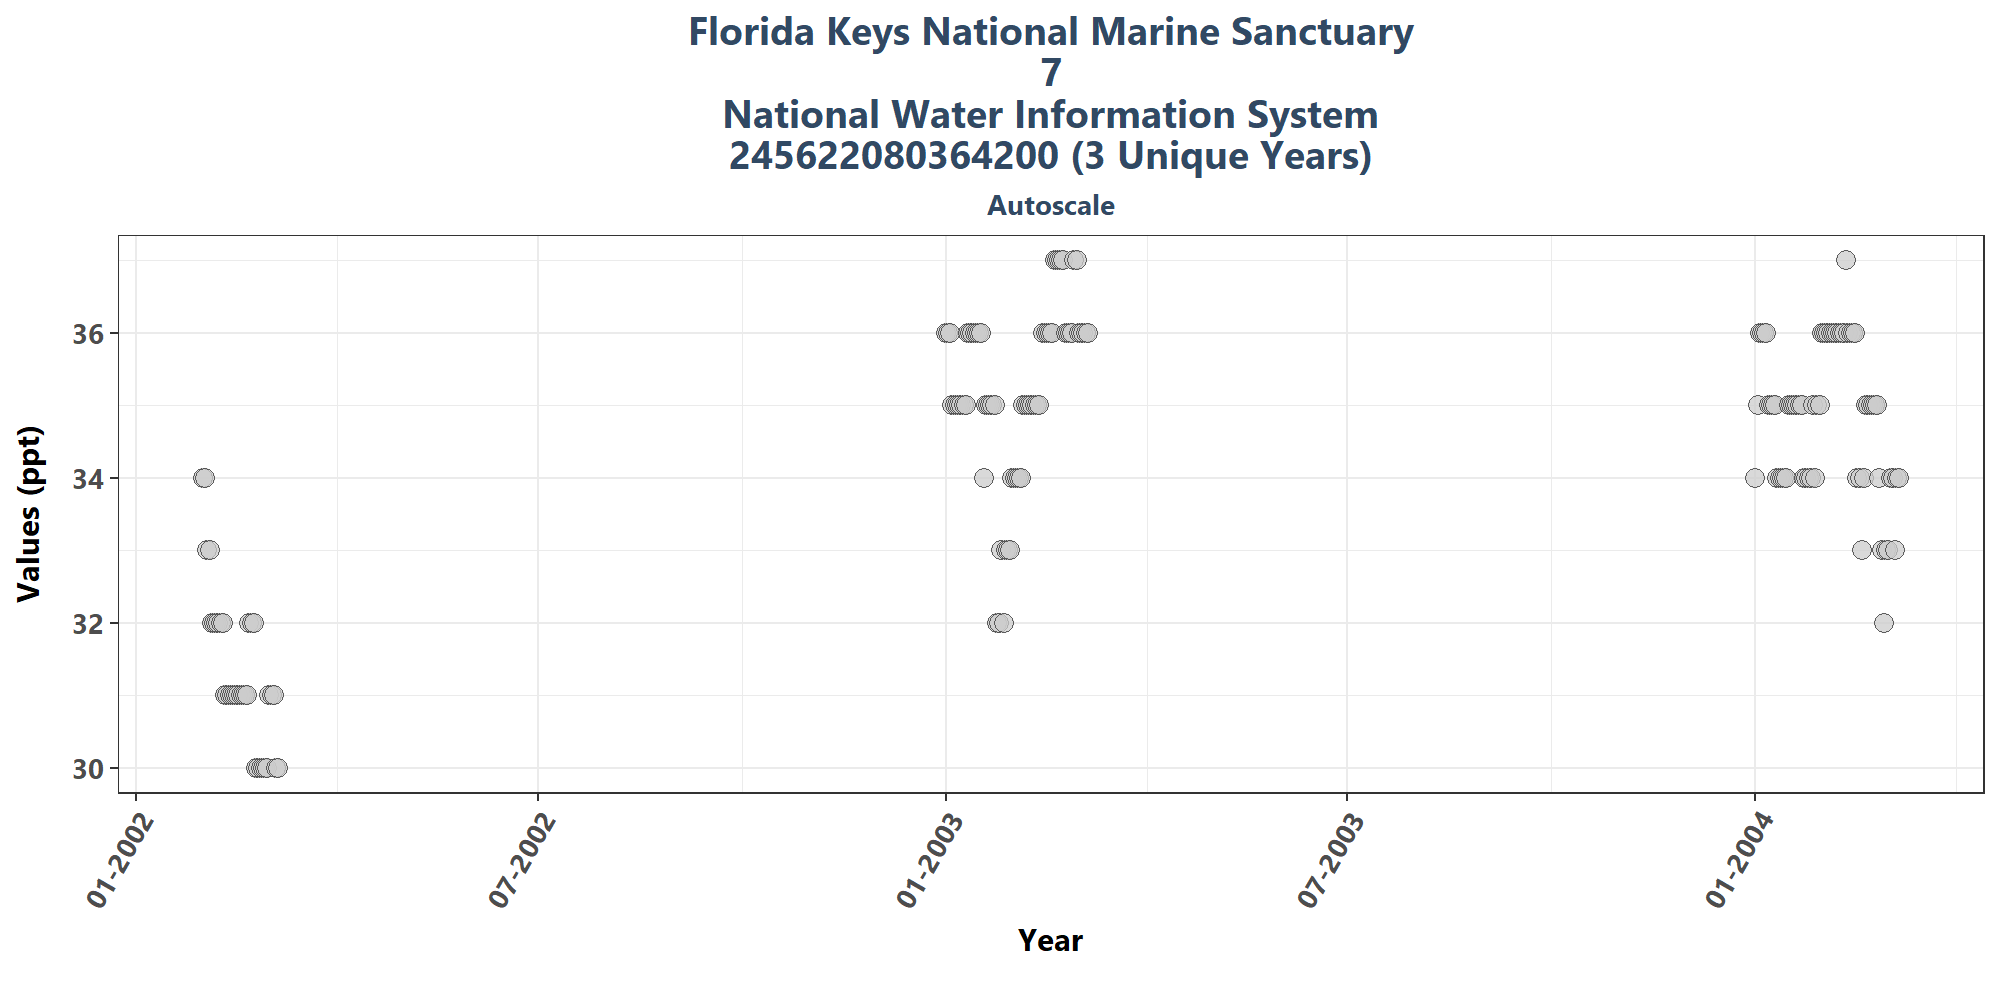 Florida Keys National Marine Sanctuary
7
National Water Information System
245622080364200 (3 Unique Years)
Autoscale
Values (ppt)
36
34
32
30
01-2002
07-2002
01-2003
07-2003
01-2004
Year